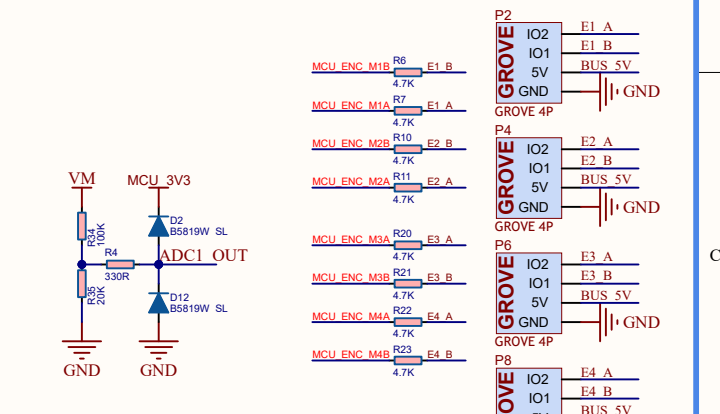 VM
MCU_3V3
R34
100K
D2
B5819W SL
R4
330R
ADC1 OUT
R35
20K
D12
B5819W SL
GND
GND
MCU_ENC_M1B R6 E1_B
4.7K
MCU_ENC_M1A R7 E1_A
4.7K
MCU_ENC_M2B R10 E2_B
4.7K
MCU_ENC_M2A R11 E2_A
4.7K
MCU_ENC_M3A R20 E3_A
4.7K
MCU_ENC_M3B R21 E3_B
4.7K
MCU_ENC_M4A R22 E4_A
4.7K
MCU_ENC_M4B R23 E4_B
4.7K
P2
GROVE
IO2 E1_A
IO1 E1_B
5V BUS_5V
GND GND
GROVE 4P
P4
GROVE
IO2 E2_A
IO1 E2_B
5V BUS_5V
GND GND
GROVE 4P
P6
GROVE
IO2 E3_A
IO1 E3_B
5V BUS_5V
GND GND
GROVE 4P
P8
IO2 E4_A
IO1 E4_B
BUS_5V
C